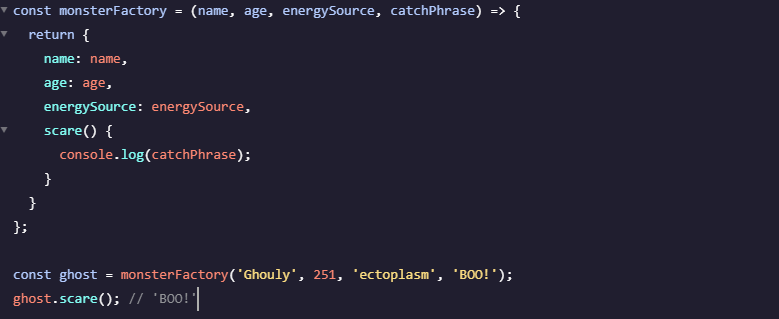 const monsterFactory = (name, age, energySource, catchPhrase) => {
  return {
    name: name,
    age: age,
    energySource: energySource,
    scare() {
      console.log(catchPhrase);
    }
  }
};

const ghost = monsterFactory('Ghouly', 251, 'ectoplasm', 'BOO!');
ghost.scare(); // 'BOO!'